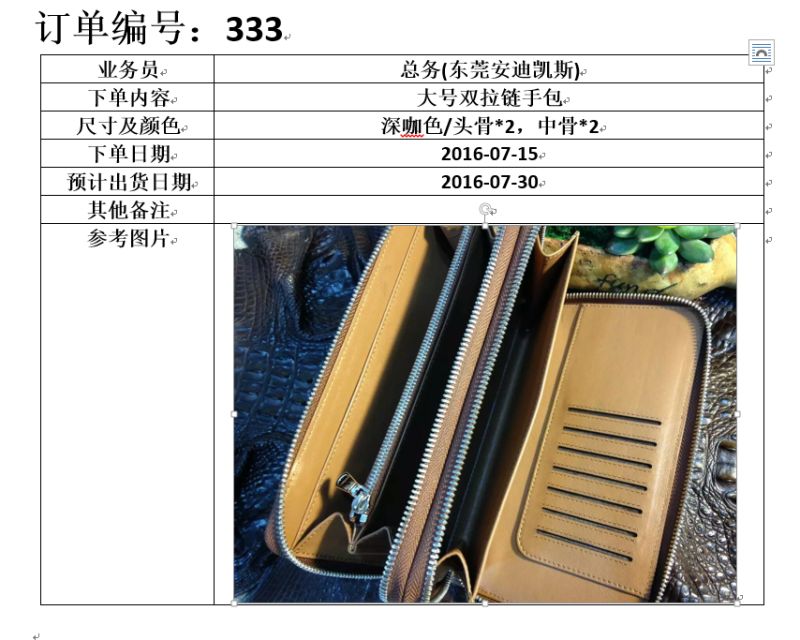 订单编号：333
业务员 总务(东莞安迪凯斯)
下单内容 大号双拉链手包
尺寸及颜色 深咖色/头骨*2，中骨*2
下单日期 2016-07-15
预计出货日期 2016-07-30
其他备注
参考图片